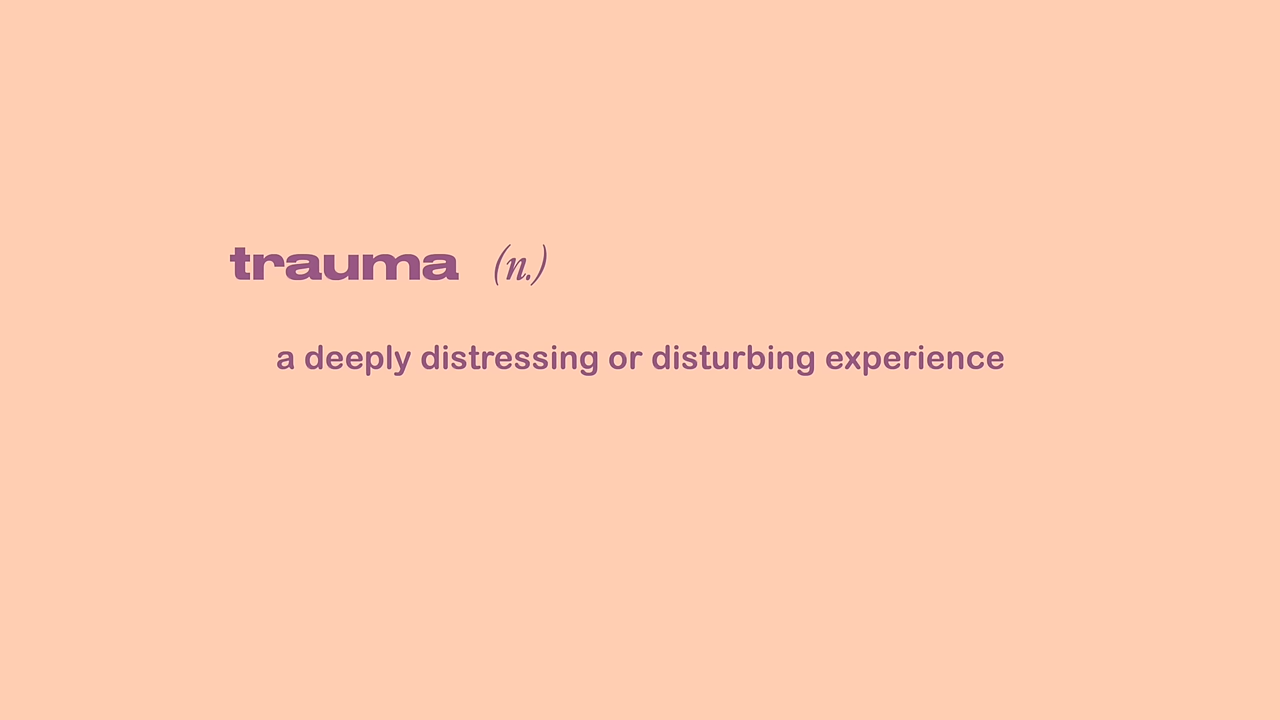 trauma (n.)
a deeply distressing or disturbing experience